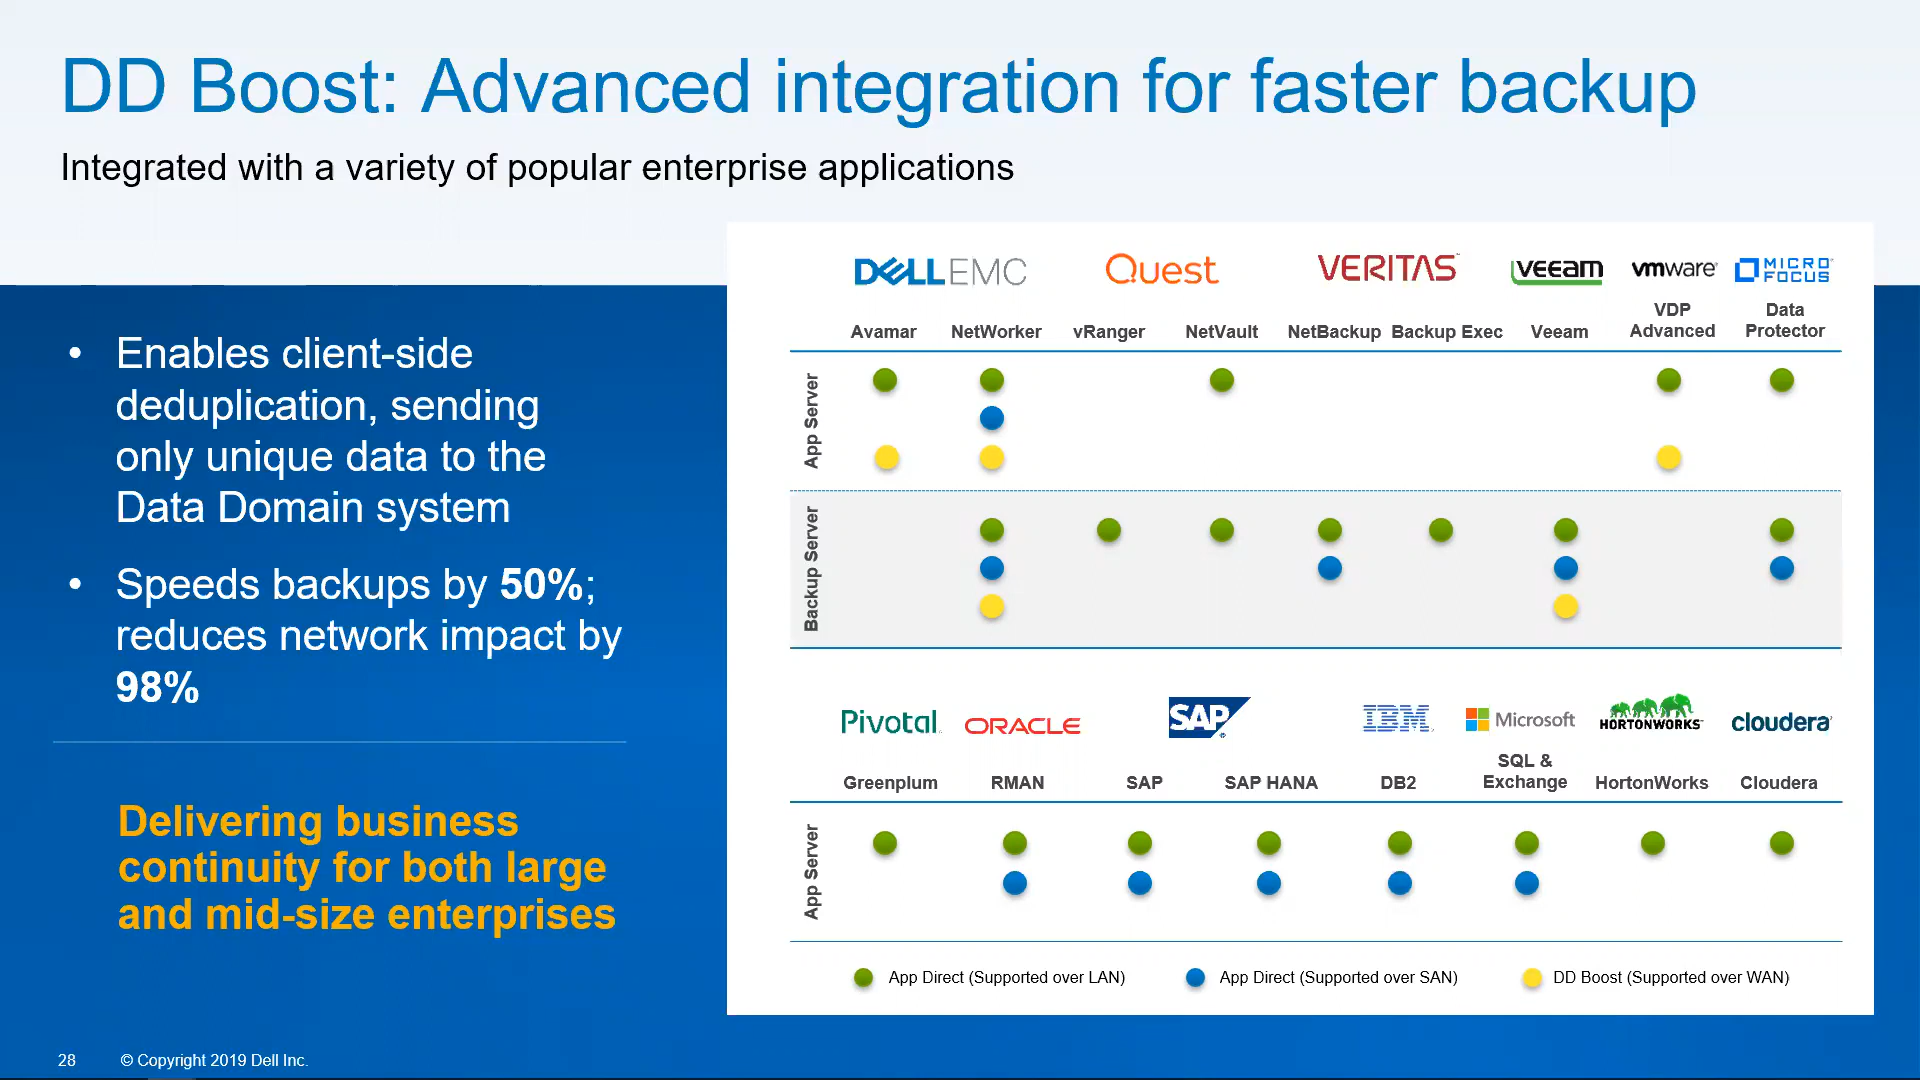 DD Boost: Advanced integration for faster backup
Integrated with a variety of popular enterprise applications
• Enables client-side
deduplication, sending
only unique data to the
Data Domain system
• Speeds backups by 50%;
reduces network impact by
98%
Delivering business
continuity for both large
and mid-size enterprises
DELLEMC Quest VERITAS veeam vmware MICRO FOCUS
Avamar NetWorker vRanger NetVault NetBackup Backup Exec Veeam VDP Advanced Data Protector
App Server
Backup Server
Pivotal ORACLE SAP IBM Microsoft HORTONWORKS cloudera
Greenplum RMAN SAP SAP HANA DB2 SQL & Exchange HortonWorks Cloudera
App Server
App Direct (Supported over LAN) App Direct (Supported over SAN) DD Boost (Supported over WAN)
28 © Copyright 2019 Dell Inc.